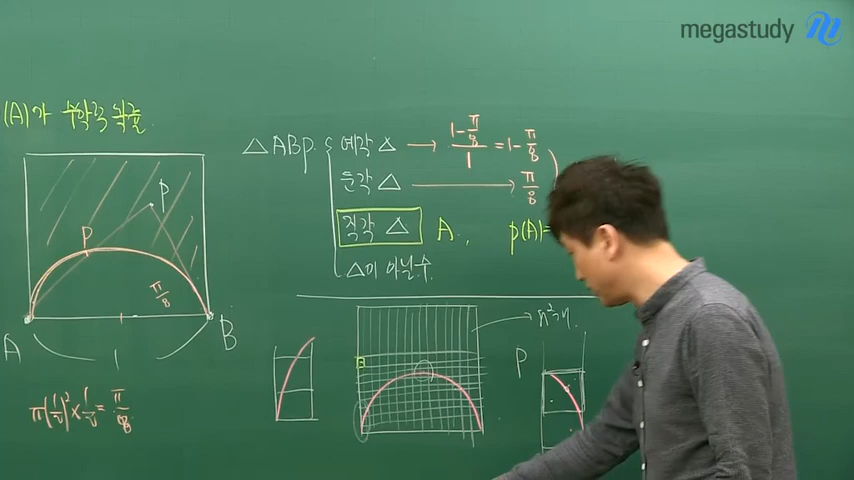 megastudy
(A)가 수학적 확률
△ABP
예각 △ → (1-π/8)/1 = 1-π/8
둔각 △ → π/8
직각 △ A. p(A)=
△이 아닐 수
P
P
π/8
A
B
1
π(1/2)²×1/2=π/8
P